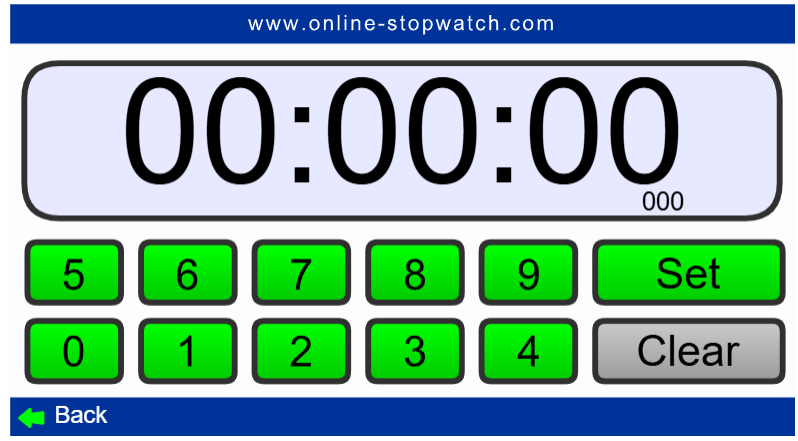 www.online-stopwatch.com
00:00:00
000
5 6 7 8 9 Set
0 1 2 3 4 Clear
Back